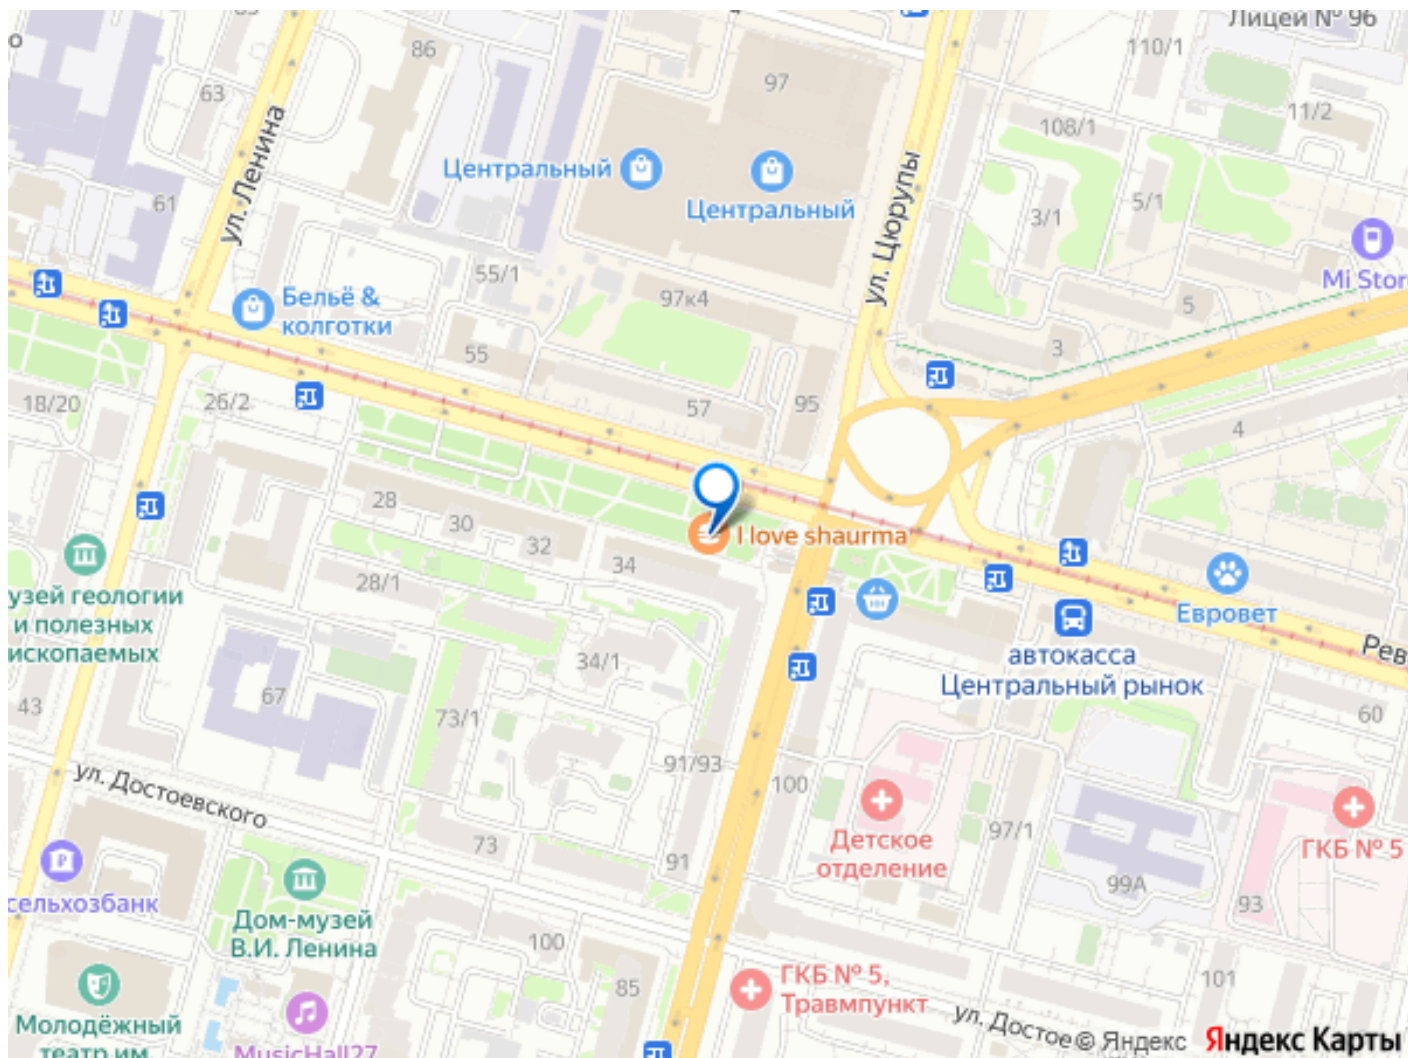 Лицей № 96
86
97
110/1
63
11/2
108/1
ул. Ленина
Центральный
Центральный
ул. Цюрупы
61
5/1
3/1
Mi Stor
55/1
Бельё &
колготки
97к4
5
55
3
18/20
26/2
57
95
4
28
30
32
I love shaurma
34
28/1
узей геологии
и полезных
ископаемых
Евровет
автокасса
Центральный рынок
Рев
34/1
67
43
73/1
60
91/93
100
ул. Достоевского
73
91
Детское
отделение
97/1
ГКБ № 5
99А
93
сельхозбанк
Дом-музей
В.И. Ленина
100
85
ГКБ № 5,
Травмпункт
101
Молодёжный
театр им.
MusicHall27
ул. Достое
© Яндекс
Яндекс Карты